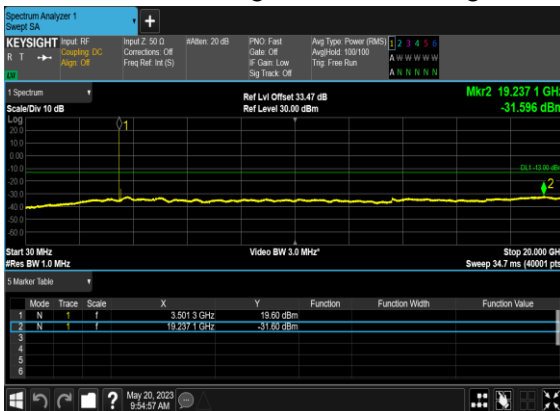 Spectrum Analyzer 1
Swept SA
KEYSIGHT Input: RF Input Z: 50 Ω #Atten: 20 dB PNO: Fast Avg Type: Power (RMS) 1 2 3 4 5 6
R T Coupling: DC Corrections: Off Gate: Off Avg|Hold: 100/100 A W W W W W
Align: Off Freq Ref: Int (S) IF Gain: Low Trig: Free Run
Sig Track: Off A N N N N N
1 Spectrum Ref Lvl Offset 33.47 dB Mkr2 19.237 1 GHz
Scale/Div 10 dB Ref Level 30.00 dBm -31.596 dBm
Log
1
20.0
10.0
0.00
-10.0 DL1 -13.00 dBm
-20.0
2
-30.0
-40.0
-50.0
-60.0
Start 30 MHz Video BW 3.0 MHz* Stop 20.000 GH
#Res BW 1.0 MHz Sweep 34.7 ms (40001 pts
5 Marker Table
Mode Trace Scale X Y Function Function Width Function Value
1 N 1 f 3.501 3 GHz 19.60 dBm
2 N 1 f 19.237 1 GHz -31.60 dBm
3
4
5
6
? May 20, 2023
9:54:57 AM